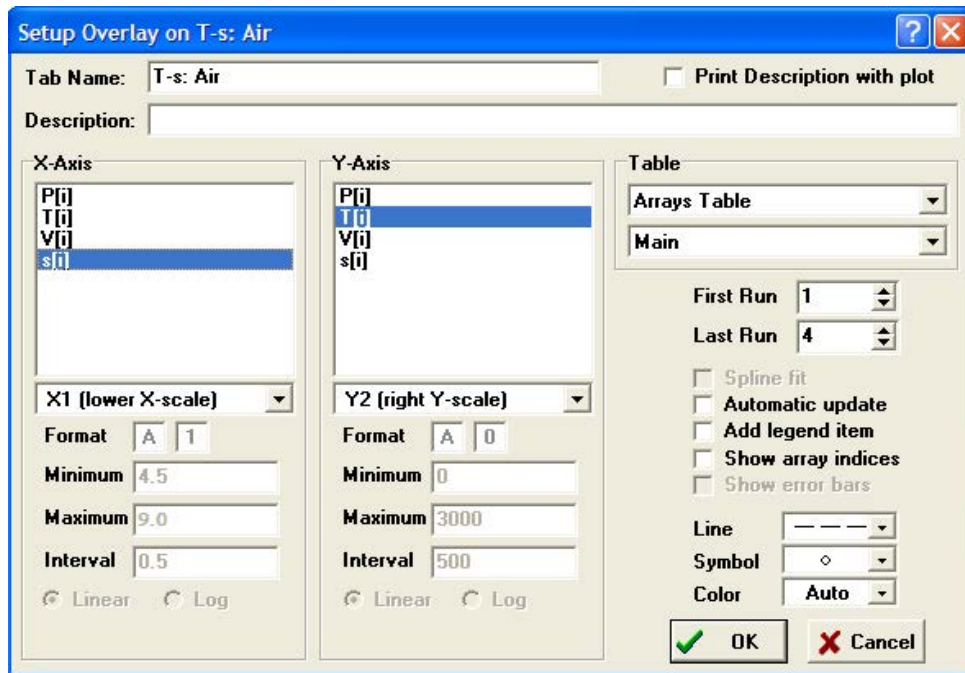 Setup Overlay on T-s: Air
Tab Name: T-s: Air
Print Description with plot
Description:
X-Axis
P[i]
T[i]
V[i]
s[i]
X1 (lower X-scale)
Format A 1
Minimum 4.5
Maximum 9.0
Interval 0.5
Linear Log
Y-Axis
P[i]
T[i]
V[i]
s[i]
Y2 (right Y-scale)
Format A 0
Minimum 0
Maximum 3000
Interval 500
Linear Log
Table
Arrays Table
Main
First Run 1
Last Run 4
Spline fit
Automatic update
Add legend item
Show array indices
Show error bars
Line
Symbol
Color Auto
OK Cancel